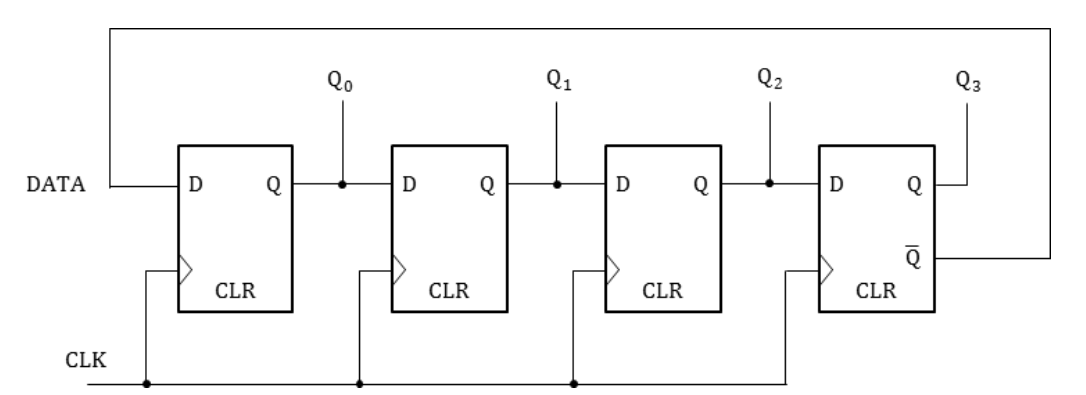 Q₀ Q₁ Q₂ Q₃
DATA D Q D Q D Q D Q
Q̅
CLR CLR CLR CLR
CLK